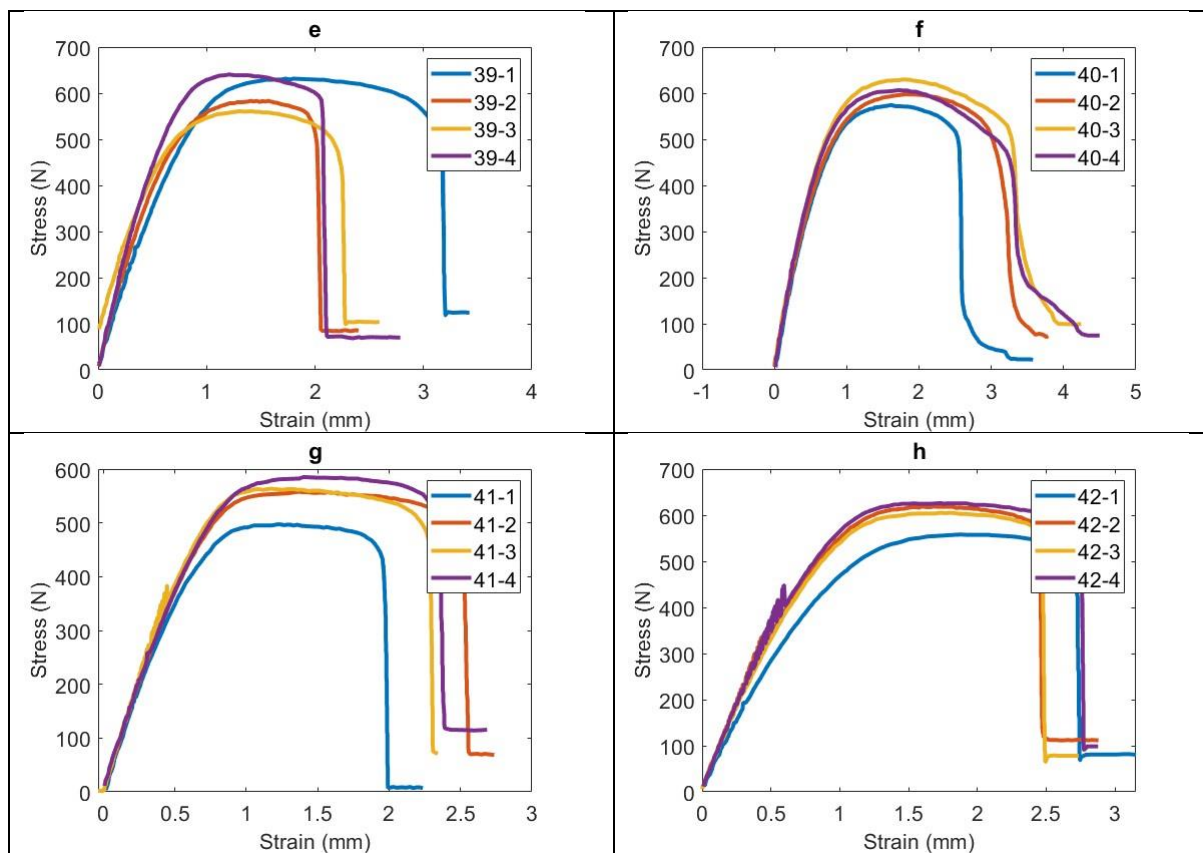 e
700
600
500
400
300
200
100
0
Stress (N)
0 1 2 3 4
Strain (mm)
39-1
39-2
39-3
39-4
f
700
600
500
400
300
200
100
0
Stress (N)
-1 0 1 2 3 4 5
Strain (mm)
40-1
40-2
40-3
40-4
g
600
500
400
300
200
100
0
Stress (N)
0 0.5 1 1.5 2 2.5 3
Strain (mm)
41-1
41-2
41-3
41-4
h
700
600
500
400
300
200
100
0
Stress (N)
0 0.5 1 1.5 2 2.5 3
Strain (mm)
42-1
42-2
42-3
42-4